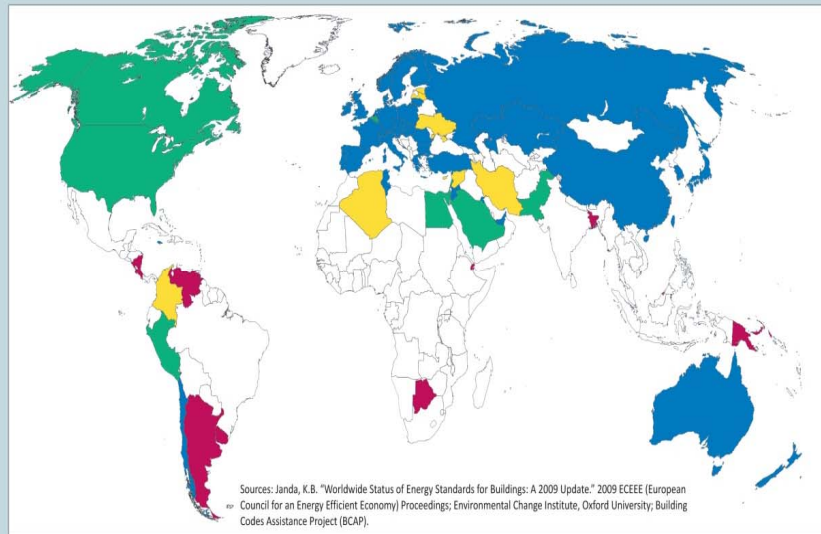 Sources: Janda, K.B. "Worldwide Status of Energy Standards for Buildings: A 2009 Update." 2009 ECEEE (European
Council for an Energy Efficient Economy) Proceedings; Environmental Change Institute, Oxford University; Building
Codes Assistance Project (BCAP).